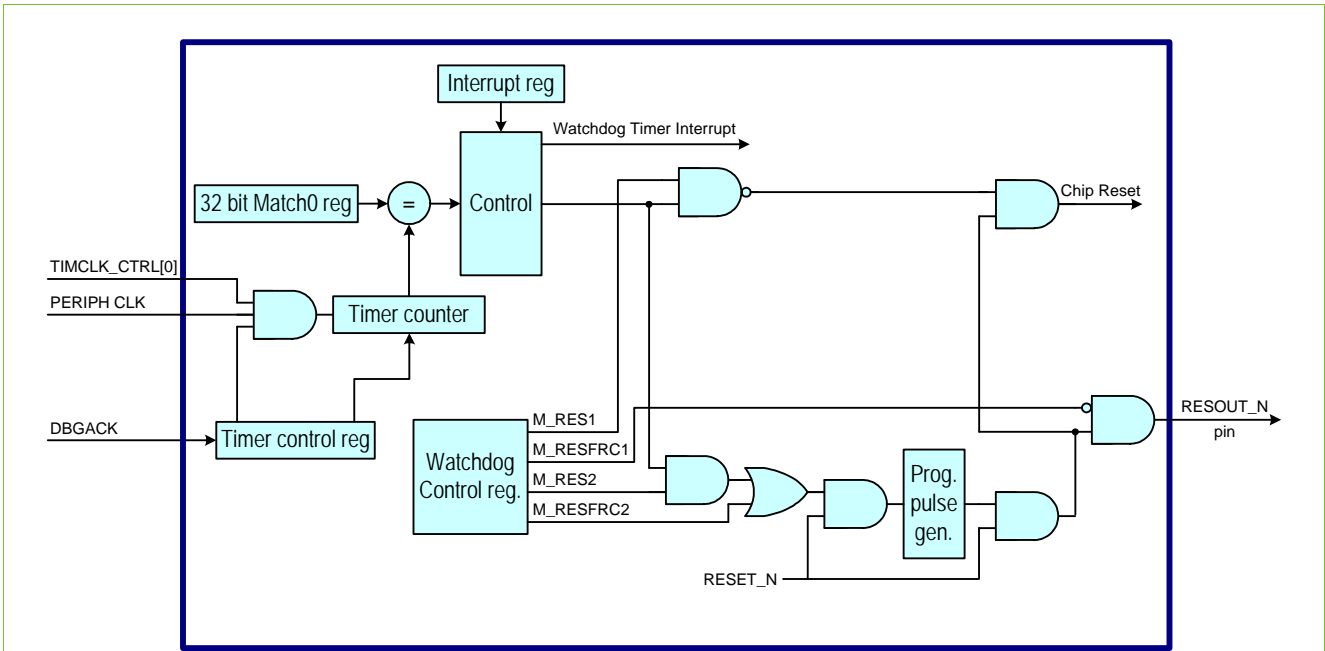 Interrupt reg
Watchdog Timer Interrupt
32 bit Match0 reg
=
Control
Chip Reset
TIMCLK_CTRL[0]
PERIPH CLK
Timer counter
DBGACK
Timer control reg
M_RES1
M_RESFRC1
M_RES2
M_RESFRC2
Watchdog
Control reg.
RESOUT_N
pin
Prog.
pulse
gen.
RESET_N